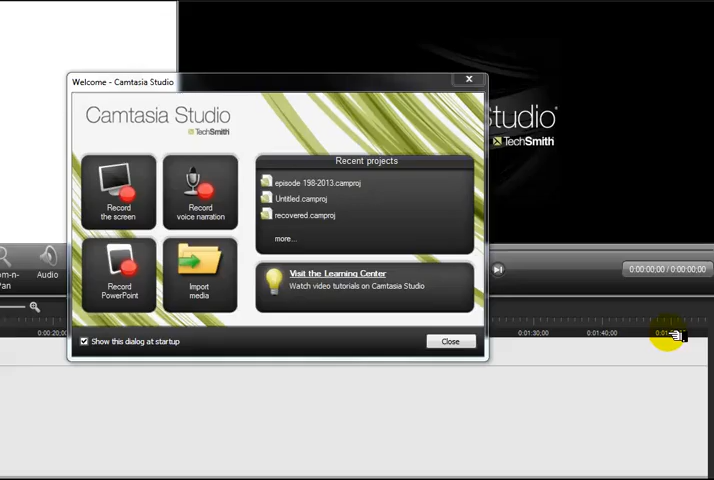 Welcome - Camtasia Studio
Camtasia Studio
TechSmith
Record
the screen
Record
voice narration
Record
PowerPoint
Import
media
Recent projects
episode 198-2013.camproj
Untitled.camproj
recovered.camproj
more...
Visit the Learning Center
Watch video tutorials on Camtasia Studio
Show this dialog at startup
Close
Studio
TechSmith
om-n-
Pan
Audio
0:00:00;00 / 0:00:00;00
0:00:20;0
0:01:30;00
0:01:40;00